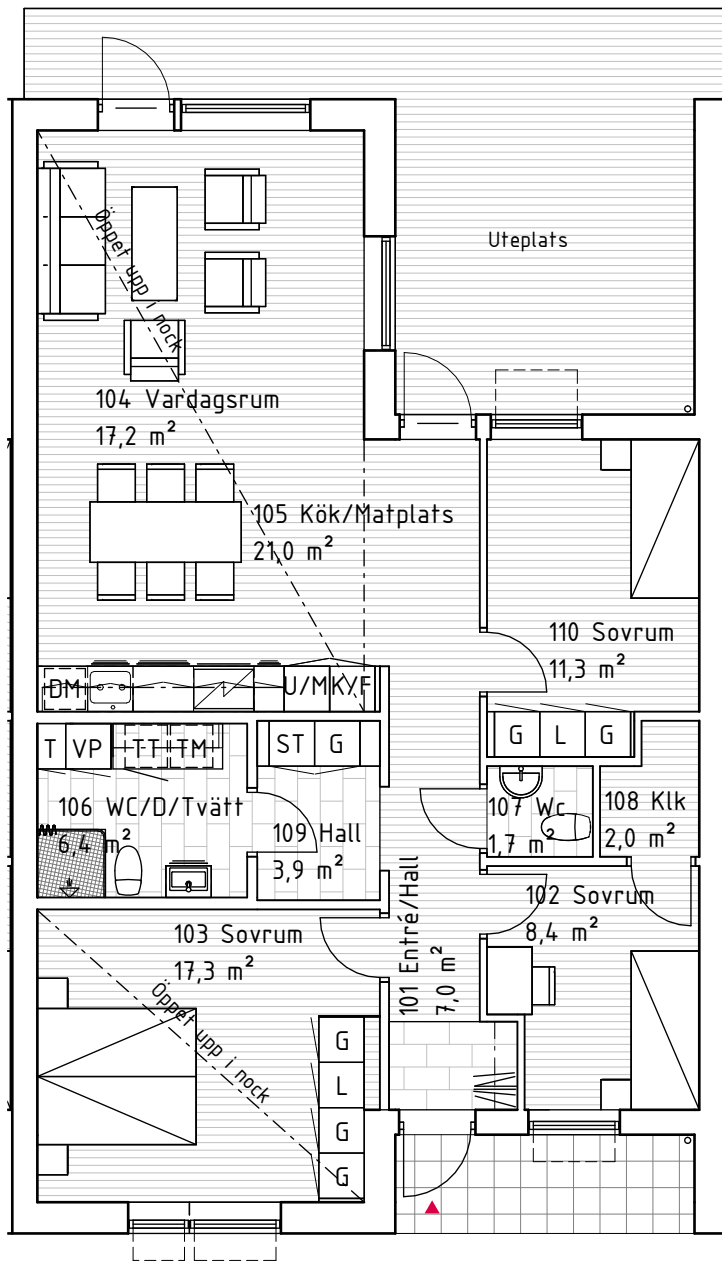 Öppet upp i nock
Uteplats
104 Vardagsrum
17,2 m²
105 Kök/Matplats
21,0 m²
110 Sovrum
11,3 m²
DM
U/M
K/F
G
L
G
T
VP
TT
TM
ST
G
106 WC/D/Tvätt
6,4 m²
109 Hall
3,9 m²
107 Wc
1,7 m²
108 Klk
2,0 m²
102 Sovrum
8,4 m²
103 Sovrum
17,3 m²
101 Entré/Hall
7,0 m²
Öppet upp i nock
G
L
G
G